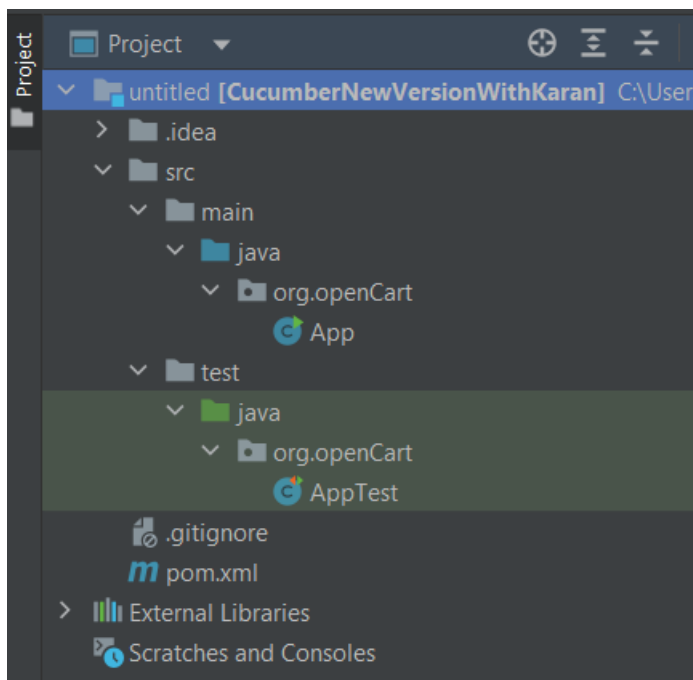 Project
Project
untitled [CucumberNewVersionWithKaran] C:\User
.idea
src
main
java
org.openCart
App
test
java
org.openCart
AppTest
.gitignore
pom.xml
External Libraries
Scratches and Consoles